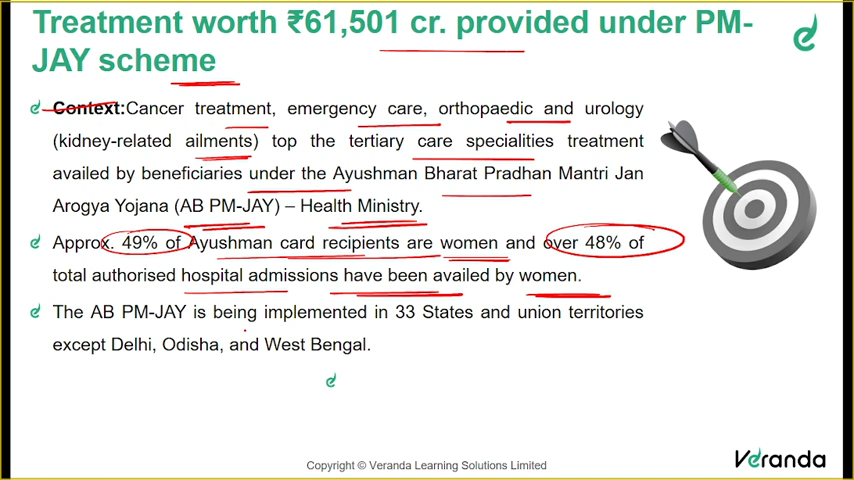 Treatment worth ₹61,501 cr. provided under PM-
JAY scheme
Context:Cancer treatment, emergency care, orthopaedic and urology
(kidney-related ailments) top the tertiary care specialities treatment
availed by beneficiaries under the Ayushman Bharat Pradhan Mantri Jan
Arogya Yojana (AB PM-JAY) – Health Ministry.
Approx. 49% of Ayushman card recipients are women and over 48% of
total authorised hospital admissions have been availed by women.
The AB PM-JAY is being implemented in 33 States and union territories
except Delhi, Odisha, and West Bengal.
Copyright © Veranda Learning Solutions Limited
Veranda